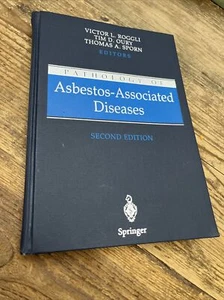 VICTOR L. ROGGLI
TIM D. OURY
THOMAS A. SPORN
EDITORS
PATHOLOGY OF
Asbestos-Associated
Diseases
SECOND EDITION
Springer